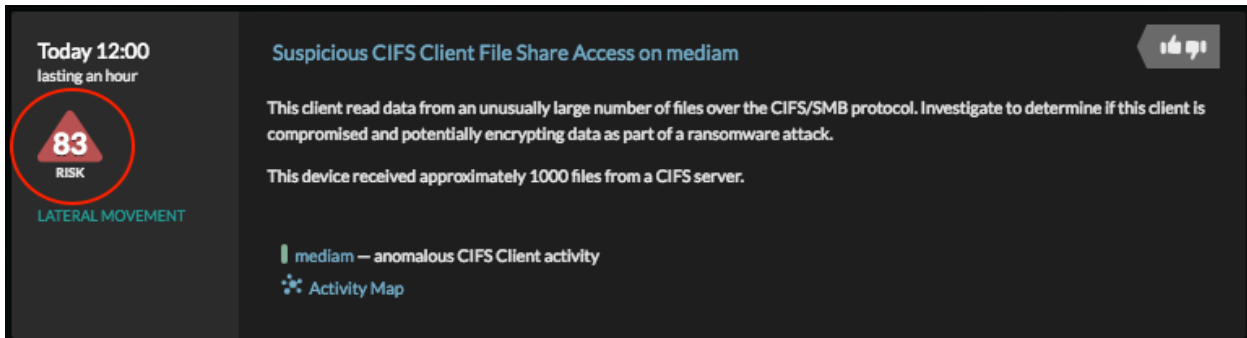 Today 12:00
lasting an hour
83
RISK
LATERAL MOVEMENT
Suspicious CIFS Client File Share Access on mediam
This client read data from an unusually large number of files over the CIFS/SMB protocol. Investigate to determine if this client is
compromised and potentially encrypting data as part of a ransomware attack.
This device received approximately 1000 files from a CIFS server.
mediam — anomalous CIFS Client activity
Activity Map